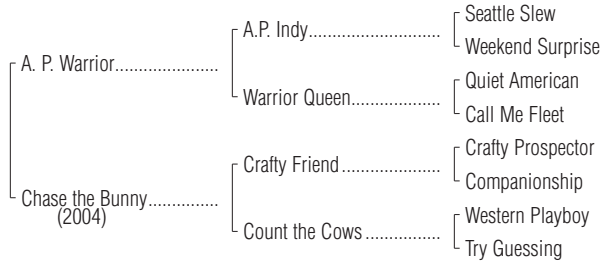 Seattle Slew
A.P. Indy
Weekend Surprise
A. P. Warrior
Quiet American
Warrior Queen
Call Me Fleet
Crafty Prospector
Crafty Friend
Companionship
Chase the Bunny
(2004)
Western Playboy
Count the Cows
Try Guessing